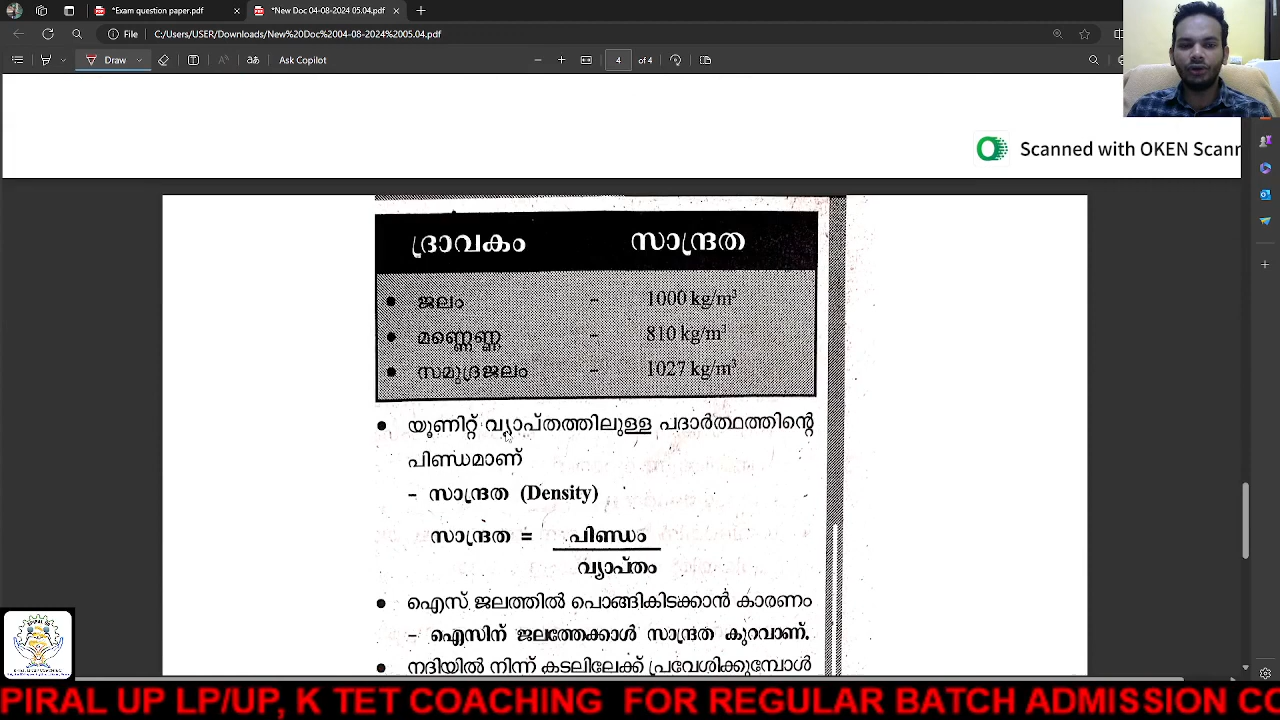 *Exam question paper.pdf
*New Doc 04-08-2024 05.04.pdf
File C:/Users/USER/Downloads/New%20Doc%2004-08-2024%2005.04.pdf
Draw
Ask Copilot
4 of 4
Scanned with OKEN Scann
ദ്രാവകം സാന്ദ്രത
• ജലം - 1000 kg/m³
• മണ്ണെണ്ണ - 810 kg/m³
• സമുദ്രജലം - 1027 kg/m³
• യൂണിറ്റ് വ്യാപ്തത്തിലുള്ള പദാർത്ഥത്തിന്റെ
പിണ്ഡമാണ്
- സാന്ദ്രത (Density)
സാന്ദ്രത = പിണ്ഡം
വ്യാപ്തം
• ഐസ് ജലത്തിൽ പൊങ്ങികിടക്കാൻ കാരണം
- ഐസിന് ജലത്തേക്കാൾ സാന്ദ്രത കുറവാണ്.
• നദിയിൽ നിന്ന് കടലിലേക്ക് പ്രവേശിക്കുമ്പോൾ
PIRAL UP LP/UP, K TET COACHING FOR REGULAR BATCH ADMISSION CO